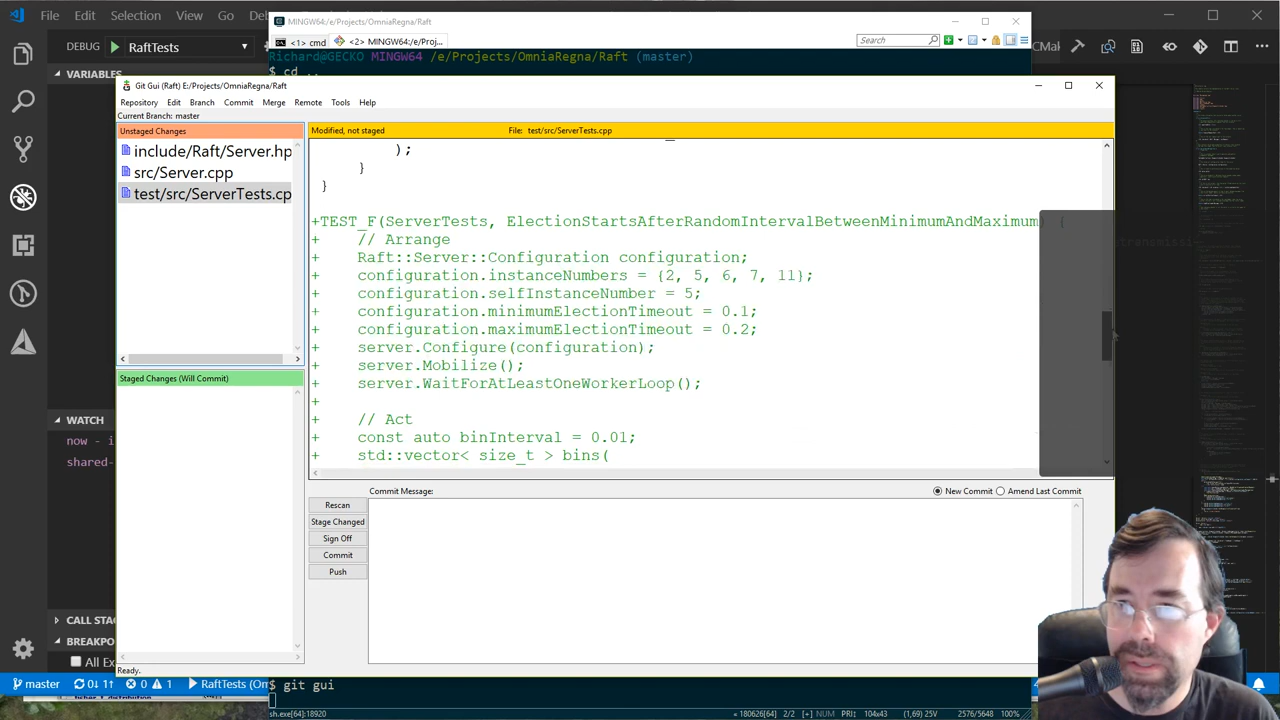 File Edit Selection View Go De
MINGW64:/e/Projects/OmniaRegna/Raft
<1> cmd
<2> MINGW64:/e/Proj...
Search
DEBUG
RaftTe
VARIABLES
Richard@GECKO MINGW64 /e/Projects/OmniaRegna/Raft (master)
$ cd ..
Git Gui (Raft) E:/Projects/OmniaRegna/Raft
Repository Edit Branch Commit Merge Remote Tools Help
Current Branch: master
Unstaged Changes
Modified, not staged
File: test/src/ServerTests.cpp
include/Raft/Server.hp
src/Server.cpp
test/src/ServerTests.cp
);
}
}
+TEST_F(ServerTests, ElectionStartsAfterRandomIntervalBetweenMinimumAndMaximum) {
+ // Arrange
+ Raft::Server::Configuration configuration;
+ configuration.instanceNumbers = {2, 5, 6, 7, 11};
+ configuration.selfInstanceNumber = 5;
+ configuration.minimumElectionTimeout = 0.1;
+ configuration.maximumElectionTimeout = 0.2;
+ server.Configure(configuration);
+ server.Mobilize();
+ server.WaitForAtLeastOneWorkerLoop();
+
+ // Act
+ const auto binInterval = 0.01;
+ std::vector< size_t > bins(
Staged Changes (Will Commit)
WATCH
now - i
shared-
Commit Message:
New Commit
Amend Last Commit
Rescan
Stage Changed
Sign Off
Commit
Push
CALL STAC
BREAKPO
All Ex
Ready.
master
0↓ 1↑
0
1
RaftTests (On
$ git gui
sh.exe[64]:18920
« 180626[64] 2/2 [+] NUM PRI: 104x43 (1,69) 25V 2576/5648 100%